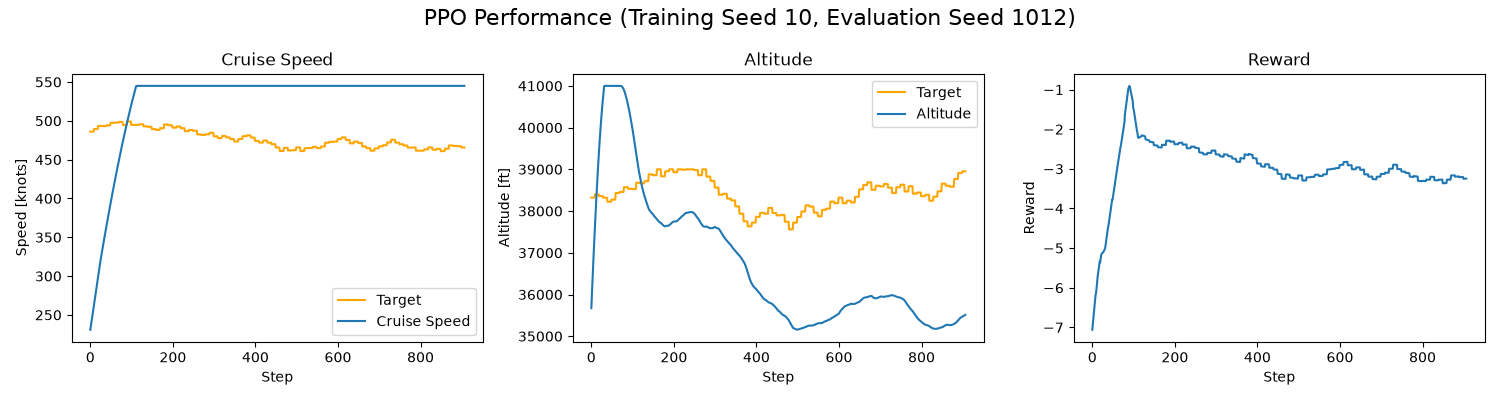 PPO Performance (Training Seed 10, Evaluation Seed 1012)
Cruise Speed
550
500
450
400
350
300
250
Speed [knots]
Target
Cruise Speed
0 200 400 600 800
Step
Altitude
41000
40000
39000
38000
37000
36000
35000
Altitude [ft]
Target
Altitude
0 200 400 600 800
Step
Reward
−1
−2
−3
−4
−5
−6
−7
Reward
0 200 400 600 800
Step